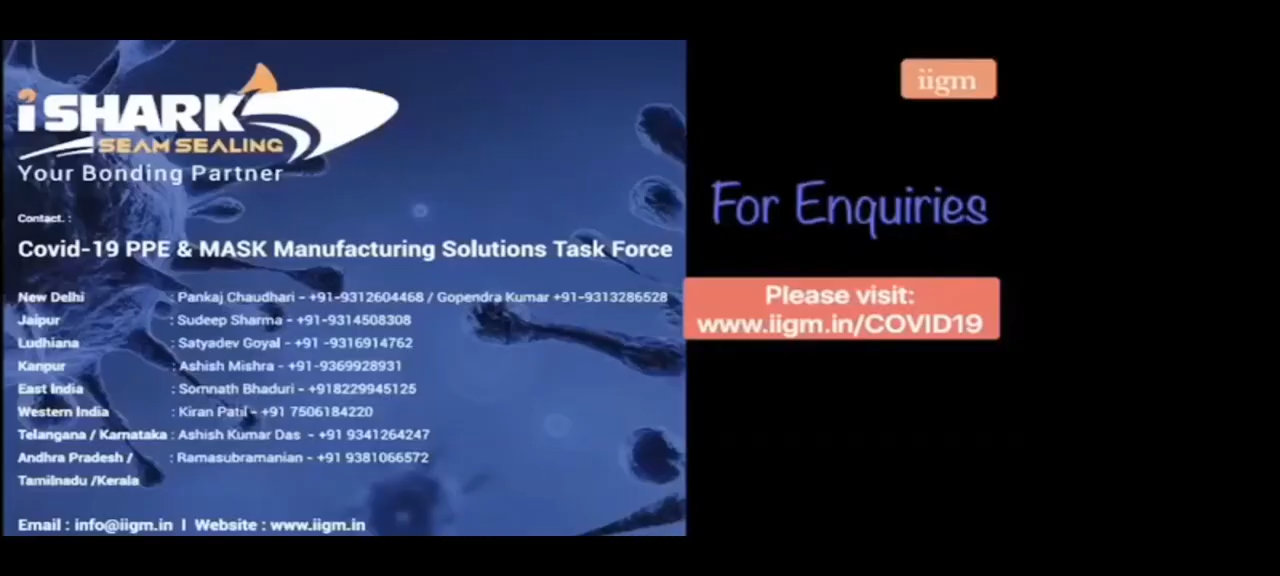 iSHARK
SEAM SEALING
Your Bonding Partner
Contact. :
Covid-19 PPE & MASK Manufacturing Solutions Task Force
New Delhi : Pankaj Chaudhari - +91-9312604468 / Gopendra Kumar +91-9313286528
Jaipur : Sudeep Sharma - +91-9314508308
Ludhiana : Satyadev Goyal - +91 -9316914762
Kanpur : Ashish Mishra - +91-9369928931
East India : Somnath Bhaduri - +918229945125
Western India : Kiran Patil - +91 7506184220
Telangana / Karnataka : Ashish Kumar Das - +91 9341264247
Andhra Pradesh / : Ramasubramanian - +91 9381066572
Tamilnadu /Kerala
Email : info@iigm.in I Website : www.iigm.in
iigm
For Enquiries
Please visit:
www.iigm.in/COVID19